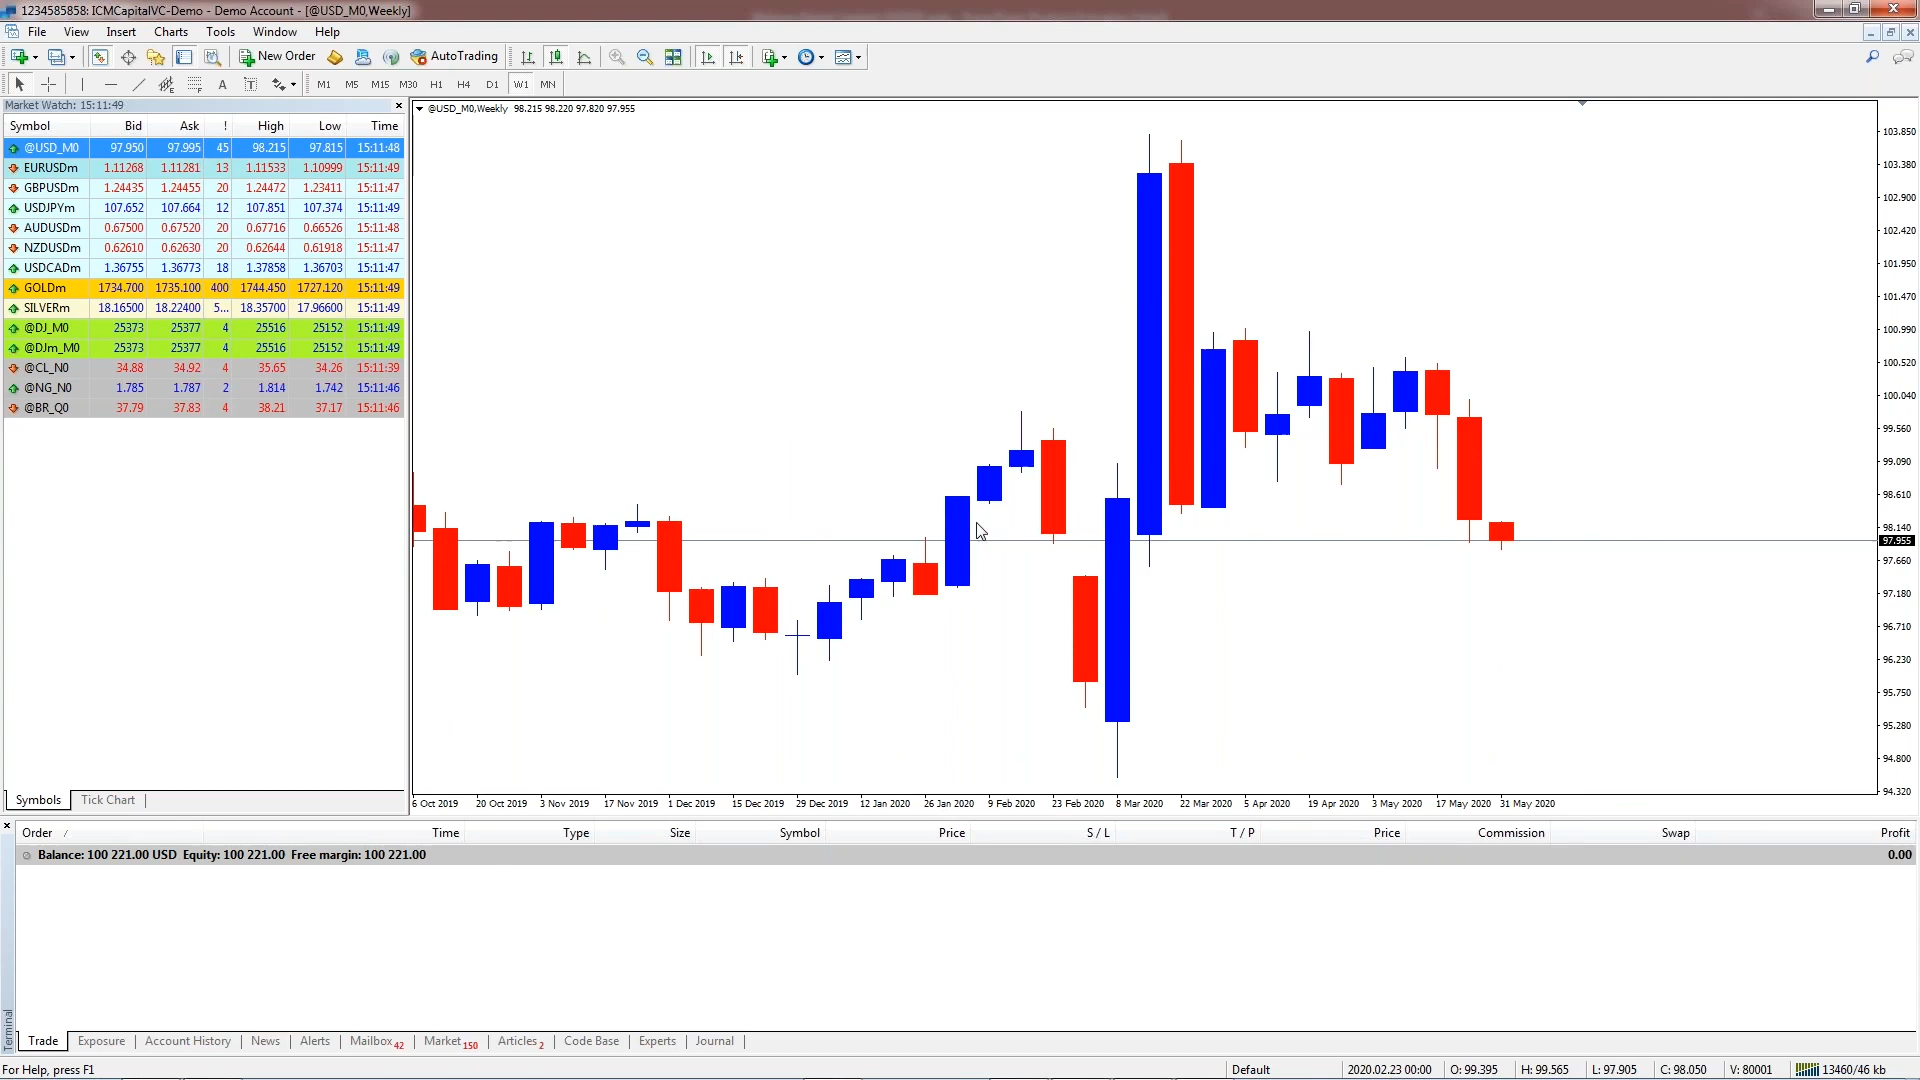 1234585858: ICMCapitalVC-Demo - Demo Account - [@USD_M0,Weekly]
File View Insert Charts Tools Window Help
New Order AutoTrading
A T M1 M5 M15 M30 H1 H4 D1 W1 MN
Market Watch: 15:11:49
Symbol Bid Ask ! High Low Time
@USD_M0 97.950 97.995 45 98.215 97.815 15:11:48
EURUSDm 1.11268 1.11281 13 1.11533 1.10999 15:11:49
GBPUSDm 1.24435 1.24455 20 1.24472 1.23411 15:11:47
USDJPYm 107.652 107.664 12 107.851 107.374 15:11:49
AUDUSDm 0.67500 0.67520 20 0.67716 0.66526 15:11:48
NZDUSDm 0.62610 0.62630 20 0.62644 0.61918 15:11:47
USDCADm 1.36755 1.36773 18 1.37858 1.36703 15:11:47
GOLDm 1734.700 1735.100 400 1744.450 1727.120 15:11:49
SILVERm 18.16500 18.22400 5... 18.35700 17.96600 15:11:49
@DJ_M0 25373 25377 4 25516 25152 15:11:49
@DJm_M0 25373 25377 4 25516 25152 15:11:49
@CL_N0 34.88 34.92 4 35.65 34.26 15:11:39
@NG_N0 1.785 1.787 2 1.814 1.742 15:11:46
@BR_Q0 37.79 37.83 4 38.21 37.17 15:11:46
Symbols Tick Chart
@USD_M0,Weekly 98.215 98.220 97.820 97.955
103.850
103.380
102.900
102.420
101.950
101.470
100.990
100.520
100.040
99.560
99.090
98.610
98.140
97.955
97.660
97.180
96.710
96.230
95.750
95.280
94.800
94.320
6 Oct 2019 20 Oct 2019 3 Nov 2019 17 Nov 2019 1 Dec 2019 15 Dec 2019 29 Dec 2019 12 Jan 2020 26 Jan 2020 9 Feb 2020 23 Feb 2020 8 Mar 2020 22 Mar 2020 5 Apr 2020 19 Apr 2020 3 May 2020 17 May 2020 31 May 2020
Order / Time Type Size Symbol Price S / L T / P Price Commission Swap Profit
Balance: 100 221.00 USD Equity: 100 221.00 Free margin: 100 221.00 0.00
Terminal
Trade Exposure Account History News Alerts Mailbox 42 Market 150 Articles 2 Code Base Experts Journal
For Help, press F1 Default 2020.02.23 00:00 O: 99.395 H: 99.565 L: 97.905 C: 98.050 V: 80001 13460/46 kb